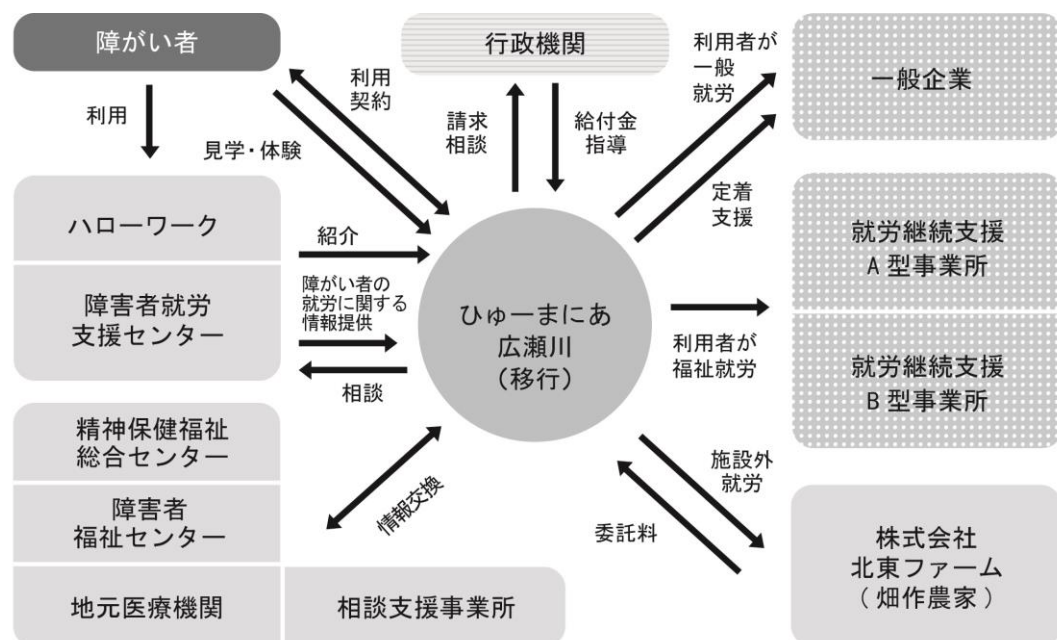 障がい者
利用
利用
契約
見学・体験
行政機関
請求
相談
給付金
指導
利用者が
一般
就労
定着
支援
一般企業
ハローワーク
障害者就労
支援センター
紹介
障がい者の
就労に関する
情報提供
相談
ひゅーまにあ
広瀬川
（移行）
利用者が
福祉就労
就労継続支援
A型事業所
就労継続支援
B型事業所
精神保健福祉
総合センター
障害者
福祉センター
地元医療機関
相談支援事業所
情報交換
施設外
就労
委託料
株式会社
北東ファーム
（畑作農家）